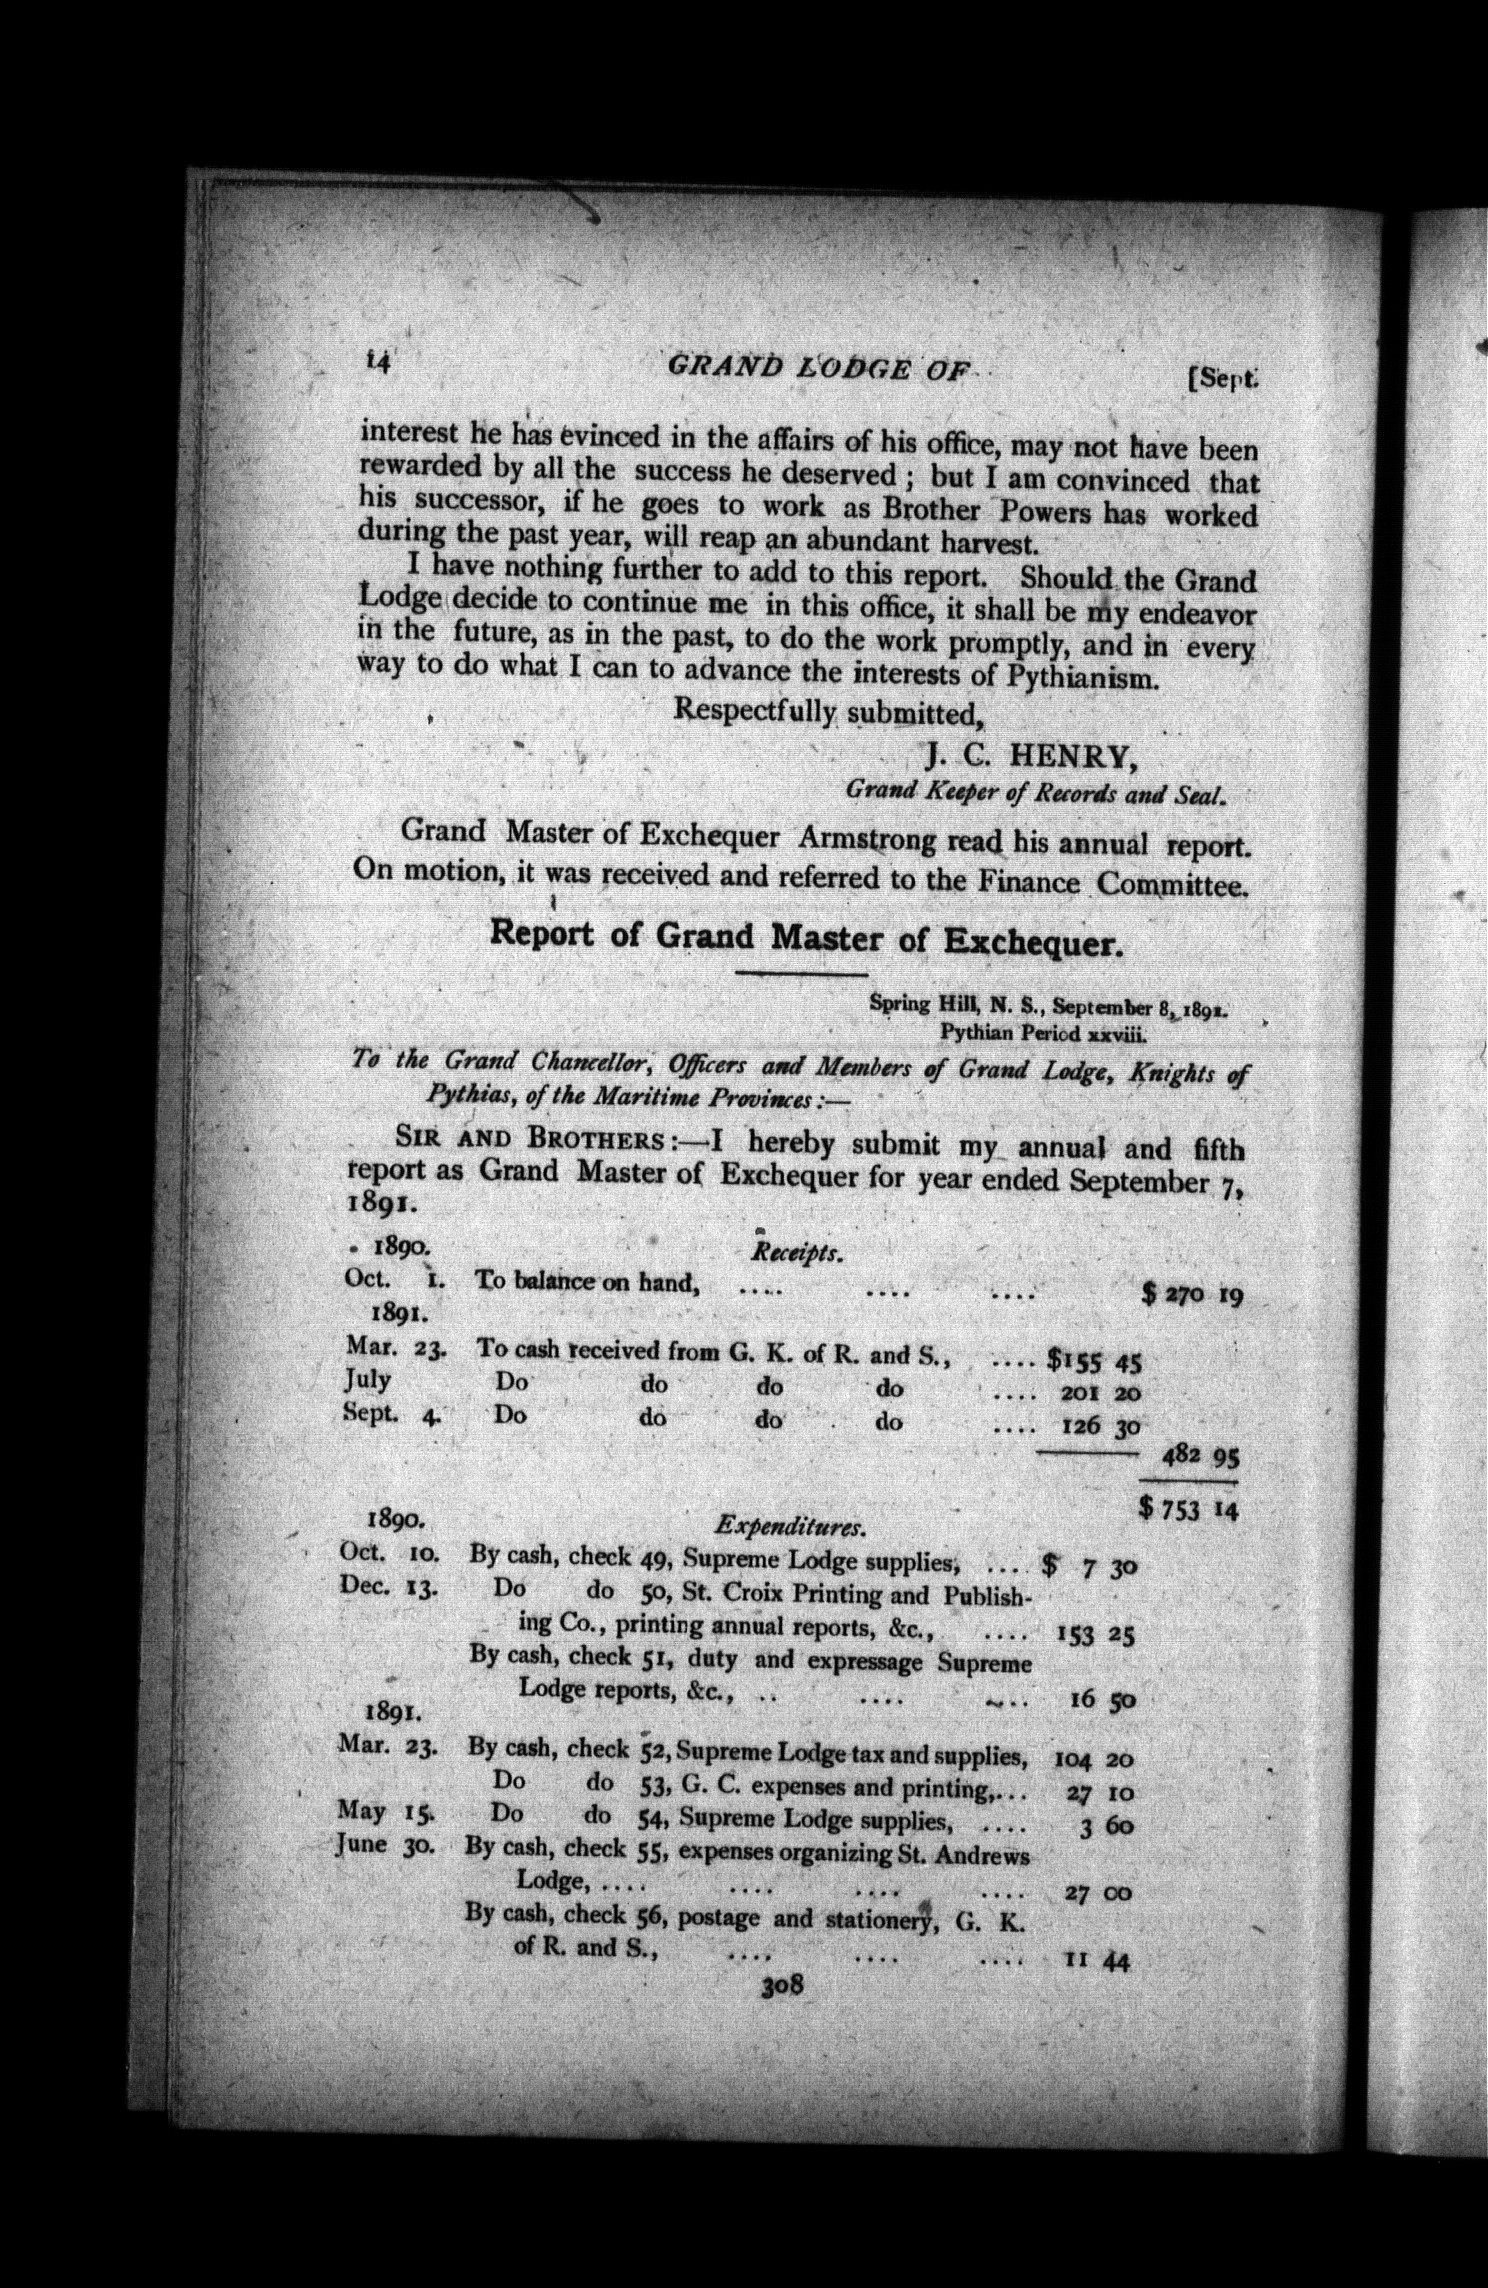 14 GRAND LODGE OF [Sept.
interest he has evinced in the affairs of his office, may not have been
rewarded by all the success he deserved ; but I am convinced that
his successor, if he goes to work as Brother Powers has worked
during the past year, will reap an abundant harvest.
I have nothing further to add to this report. Should the Grand
Lodge decide to continue me in this office, it shall be my endeavor
in the future, as in the past, to do the work promptly, and in every
way to do what I can to advance the interests of Pythianism.
Respectfully submitted,
J. C. HENRY,
Grand Keeper of Records and Seal.
Grand Master of Exchequer Armstrong read his annual report.
On motion, it was received and referred to the Finance Committee.
Report of Grand Master of Exchequer.
Spring Hill, N. S., September 8, 1891.
Pythian Period xxviii.
To the Grand Chancellor, Officers and Members of Grand Lodge, Knights of
Pythias, of the Maritime Provinces :—
SIR AND BROTHERS :—I hereby submit my annual and fifth
report as Grand Master of Exchequer for year ended September 7,
1891.
1890. Receipts.
Oct. 1. To balance on hand, .... .... .... $ 270 19
1891.
Mar. 23. To cash received from G. K. of R. and S., .... $155 45
July Do do do do .... 201 20
Sept. 4. Do do do do .... 126 30
482 95
$ 753 14
1890. Expenditures.
Oct. 10. By cash, check 49, Supreme Lodge supplies, .... $ 7 30
Dec. 13. Do do 50, St. Croix Printing and Publish-
ing Co., printing annual reports, &c., .... 153 25
By cash, check 51, duty and expressage Supreme
Lodge reports, &c., .. .... .... 16 50
1891.
Mar. 23. By cash, check 52, Supreme Lodge tax and supplies, 104 20
Do do 53, G. C. expenses and printing,... 27 10
May 15. Do do 54, Supreme Lodge supplies, .... 3 60
June 30. By cash, check 55, expenses organizing St. Andrews
Lodge, .... .... .... .... 27 00
By cash, check 56, postage and stationery, G. K.
of R. and S., .... .... .... 11 44
308